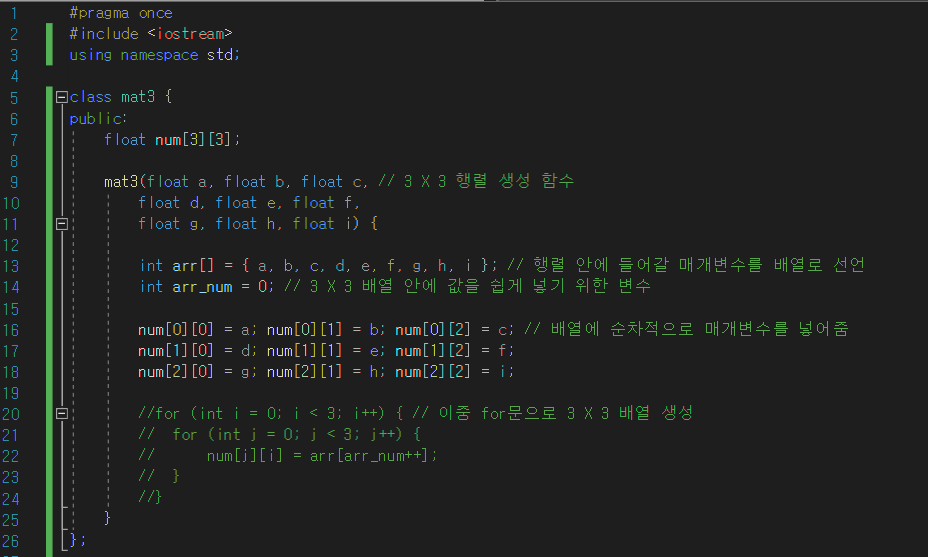 1 #pragma once
2 #include <iostream>
3 using namespace std;
4
5 class mat3 {
6 public:
7 float num[3][3];
8
9 mat3(float a, float b, float c, // 3 X 3 행렬 생성 함수
10 float d, float e, float f,
11 float g, float h, float i) {
12
13 int arr[] = { a, b, c, d, e, f, g, h, i }; // 행렬 안에 들어갈 매개변수를 배열로 선언
14 int arr_num = 0; // 3 X 3 배열 안에 값을 쉽게 넣기 위한 변수
15
16 num[0][0] = a; num[0][1] = b; num[0][2] = c; // 배열에 순차적으로 매개변수를 넣어줌
17 num[1][0] = d; num[1][1] = e; num[1][2] = f;
18 num[2][0] = g; num[2][1] = h; num[2][2] = i;
19
20 //for (int i = 0; i < 3; i++) { // 이중 for문으로 3 X 3 배열 생성
21 // for (int j = 0; j < 3; j++) {
22 // num[j][i] = arr[arr_num++];
23 // }
24 //}
25 }
26 };